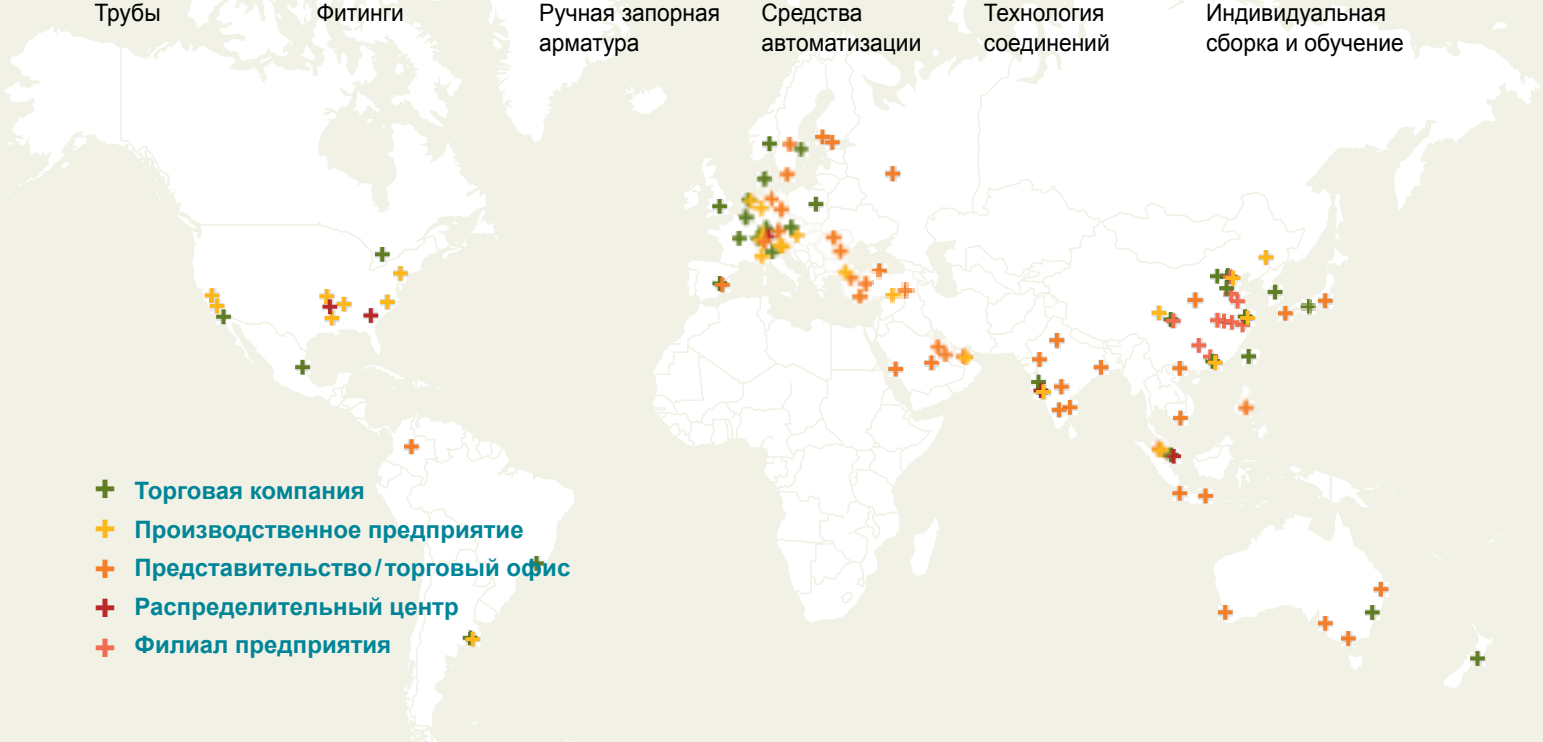 Трубы
Фитинги
Ручная запорная
арматура
Средства
автоматизации
Технология
соединений
Индивидуальная
сборка и обучение
Торговая компания
Производственное предприятие
Представительство/торговый офис
Распределительный центр
Филиал предприятия